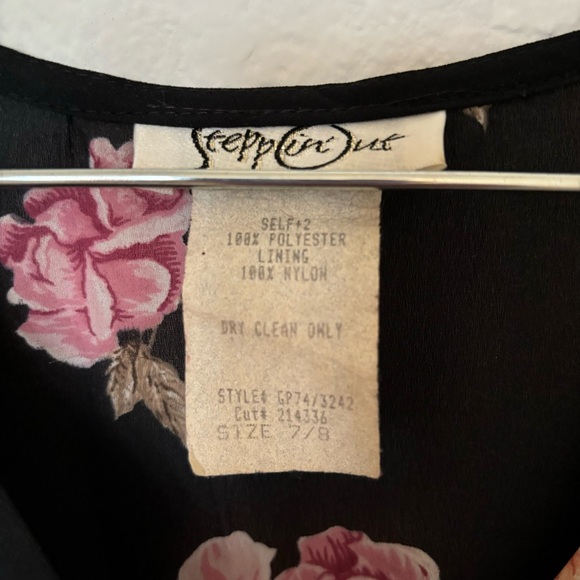 Steppin Out
SELF+2
100% POLYESTER
LINING
100% NYLON
DRY CLEAN ONLY
STYLE# GP74/3242
Cut# 214336
SIZE 7/8